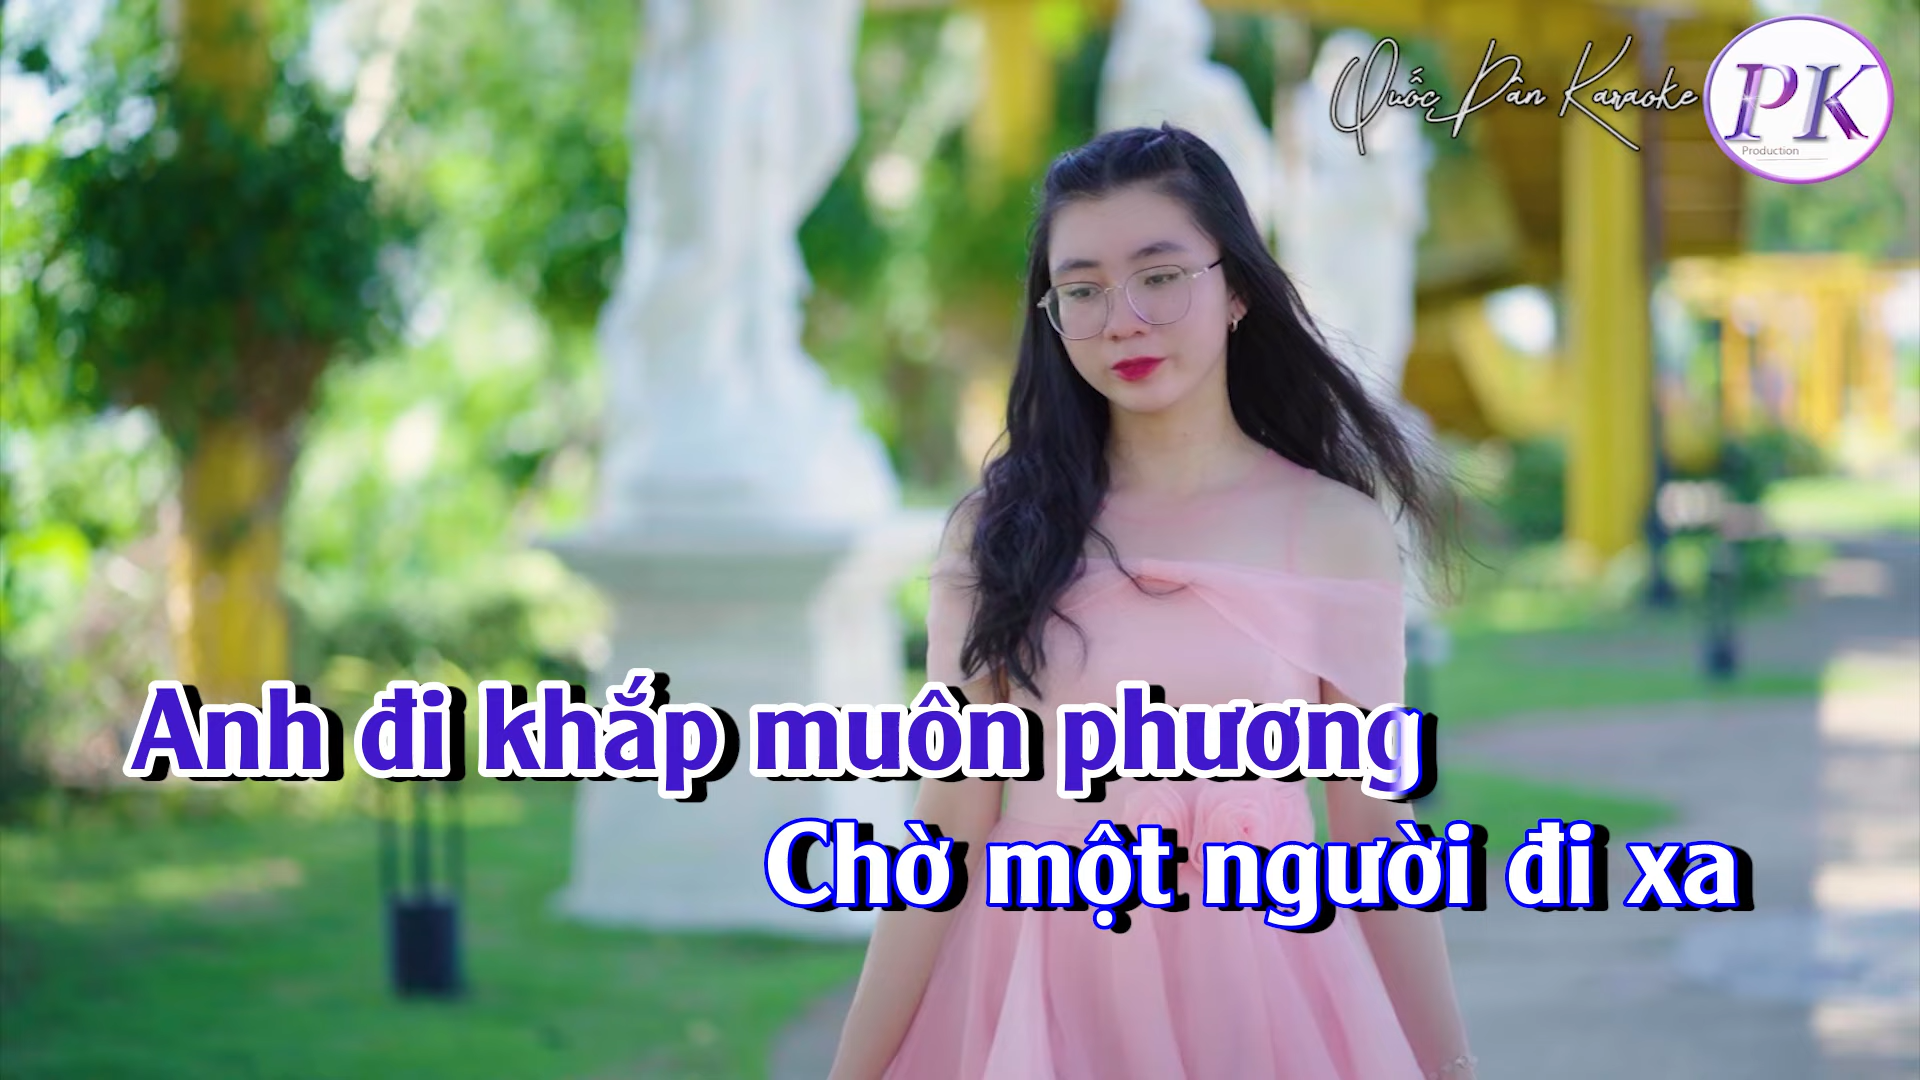 Quốc Dân Karaoke
PK
Production
Anh đi khắp muôn phương
Chờ một người đi xa